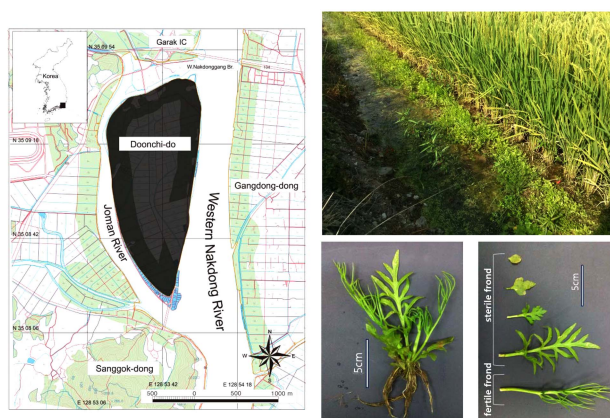 Korea
Garak IC
N 35 09 54
W.Nakdonggang Br.
Doonchi-do
N 35 09 18
Gangdong-dong
Western Nakdong River
Joman River
N 35 08 42
N 35 08 06
Sanggok-dong
N
W E
S
E 128 53 42
E 128 54 18
E 128 53 06
500 0 500 1000 m
5cm
sterile frond
fertile frond
5cm